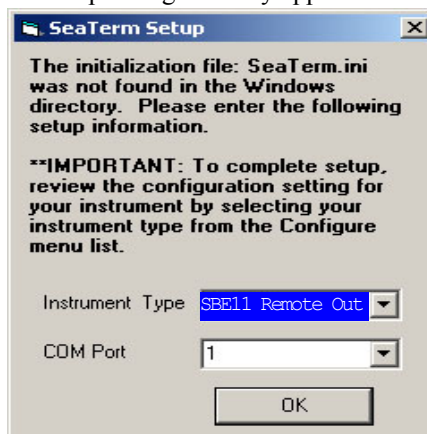 SeaTerm Setup
The initialization file: SeaTerm.ini
was not found in the Windows
directory. Please enter the following
setup information.
**IMPORTANT: To complete setup,
review the configuration setting for
your instrument by selecting your
instrument type from the Configure
menu list.
Instrument Type SBE11 Remote Out
COM Port 1
OK